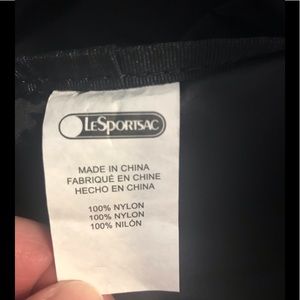 LESPORTSAC
MADE IN CHINA
FABRIQUÉ EN CHINE
HECHO EN CHINA
100% NYLON
100% NYLON
100% NILÓN